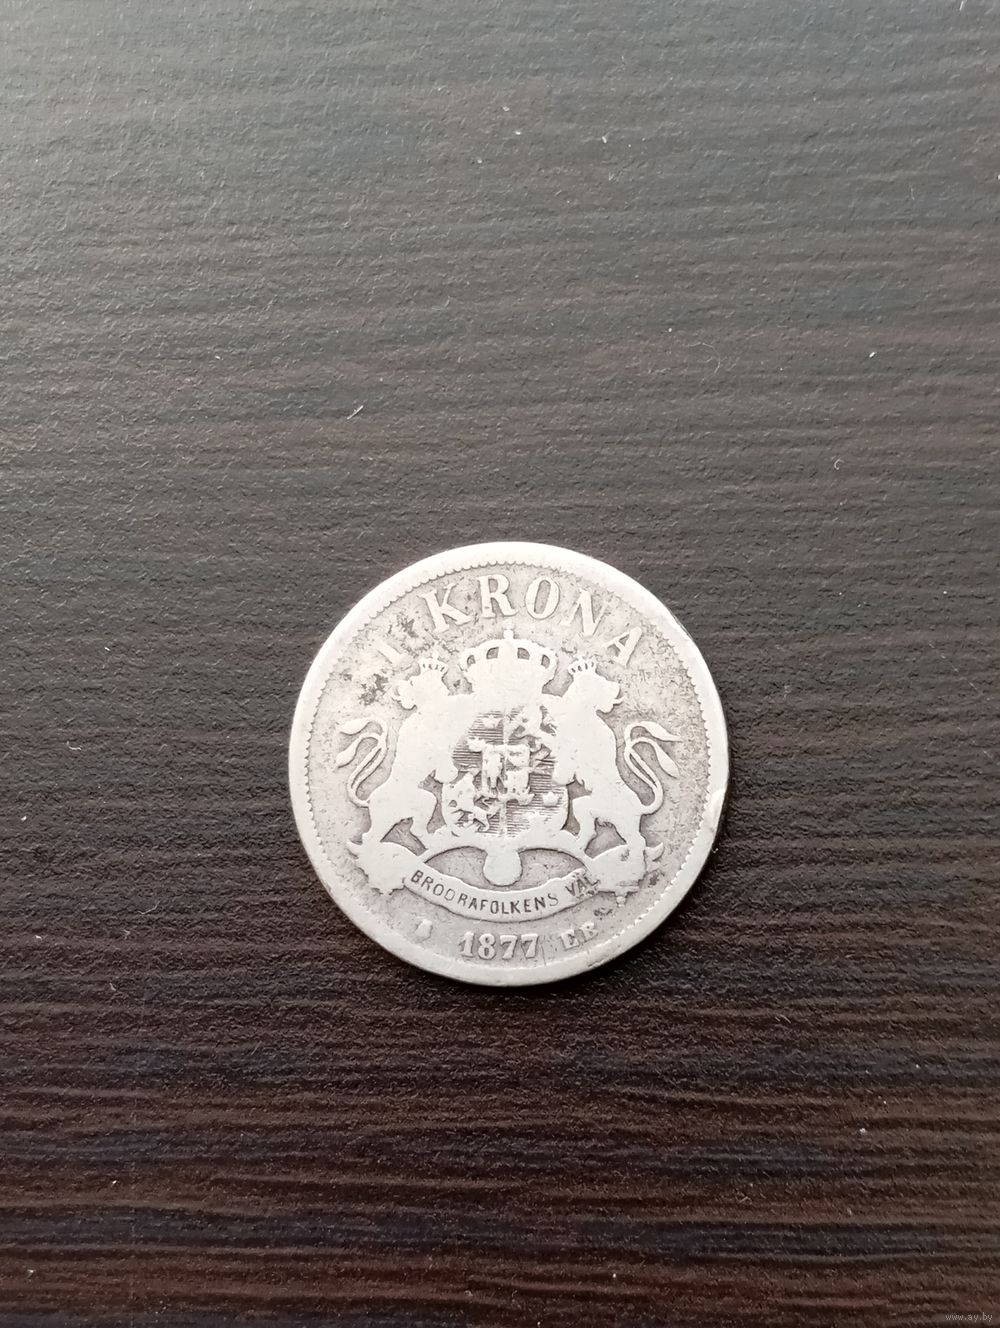 1 KRONA
BRÖDRAFOLKENS VÄL
1877 EB
www.ay.by